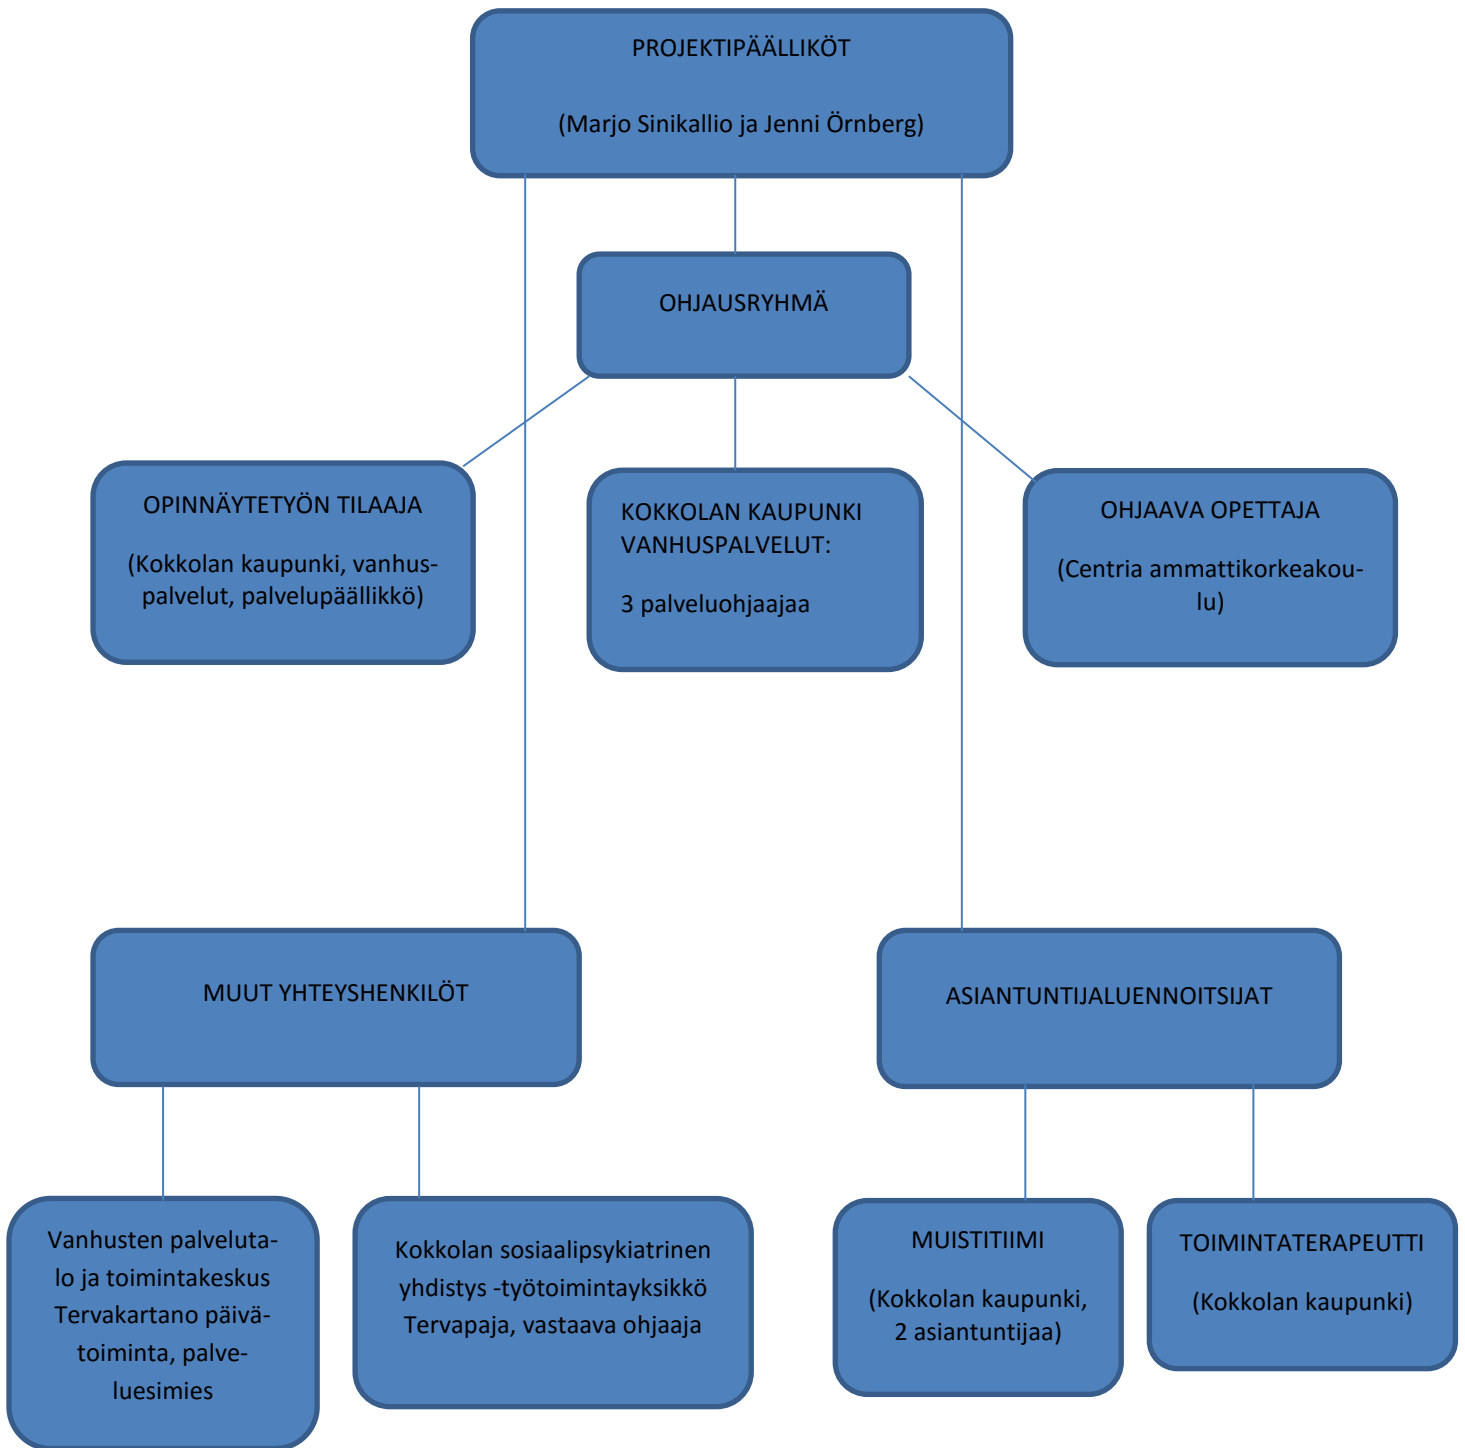 PROJEKTIPÄÄLLIKÖT
(Marjo Sinikallio ja Jenni Örnberg)
OHJAUSRYHMÄ
OPINNÄYTETYÖN TILAAJA
(Kokkolan kaupunki, vanhus-
palvelut, palvelupäällikkö)
KOKKOLAN KAUPUNKI
VANHUSPALVELUT:
3 palveluohjaajaa
OHJAAVA OPETTAJA
(Centria ammattikorkeakou-
lu)
MUUT YHTEYSHENKILÖT
ASIANTUNTIJALUENNOITSIJAT
Vanhusten palveluta-
lo ja toimintakeskus
Tervakartano päivä-
toiminta, palve-
luesimies
Kokkolan sosiaalipsykiatrinen
yhdistys -työtoimintayksikkö
Tervapaja, vastaava ohjaaja
MUISTITIIMI
(Kokkolan kaupunki,
2 asiantuntijaa)
TOIMINTATERAPEUTTI
(Kokkolan kaupunki)